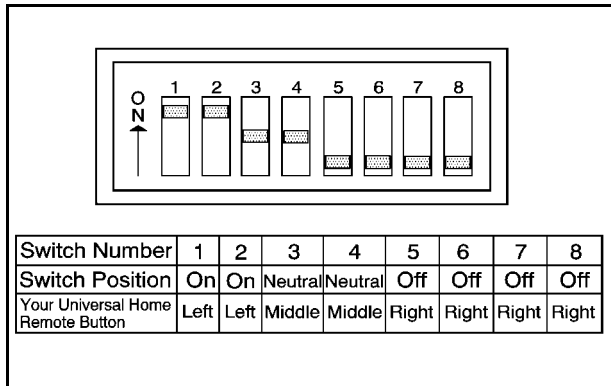 ON
1 2 3 4 5 6 7 8
Switch Number 1 2 3 4 5 6 7 8
Switch Position On On Neutral Neutral Off Off Off Off
Your Universal Home
Remote Button Left Left Middle Middle Right Right Right Right